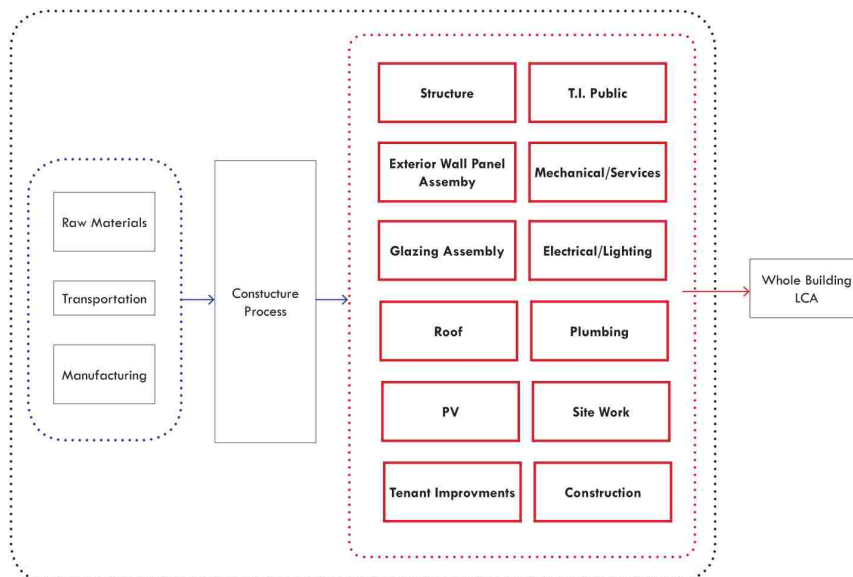 Raw Materials
Transportation
Manufacturing
Constucture
Process
Structure
T.I. Public
Exterior Wall Panel
Assemby
Mechanical/Services
Glazing Assembly
Electrical/Lighting
Roof
Plumbing
PV
Site Work
Tenant Improvments
Construction
Whole Building
LCA